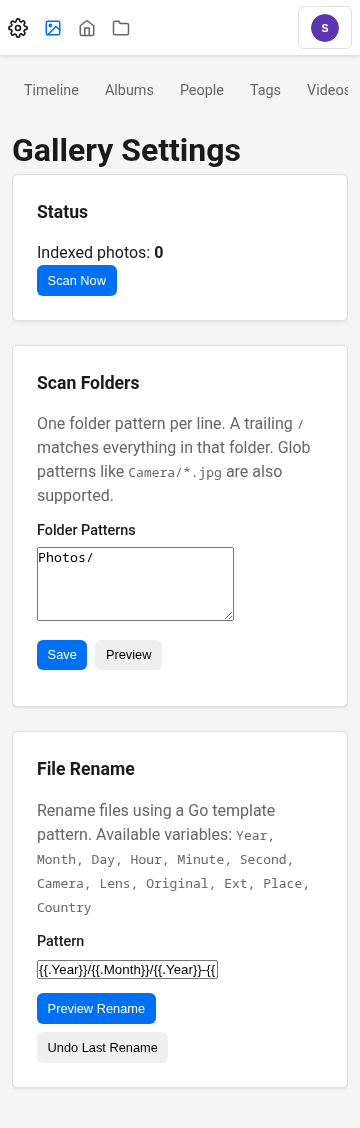 S
Timeline Albums People Tags Videos
Gallery Settings
Status
Indexed photos: 0
Scan Now
Scan Folders
One folder pattern per line. A trailing /
matches everything in that folder. Glob
patterns like Camera/*.jpg are also
supported.
Folder Patterns
Photos/
Save Preview
File Rename
Rename files using a Go template
pattern. Available variables: Year,
Month, Day, Hour, Minute, Second,
Camera, Lens, Original, Ext, Place,
Country
Pattern
{{.Year}}/{{.Month}}/{{.Year}}-{{
Preview Rename
Undo Last Rename